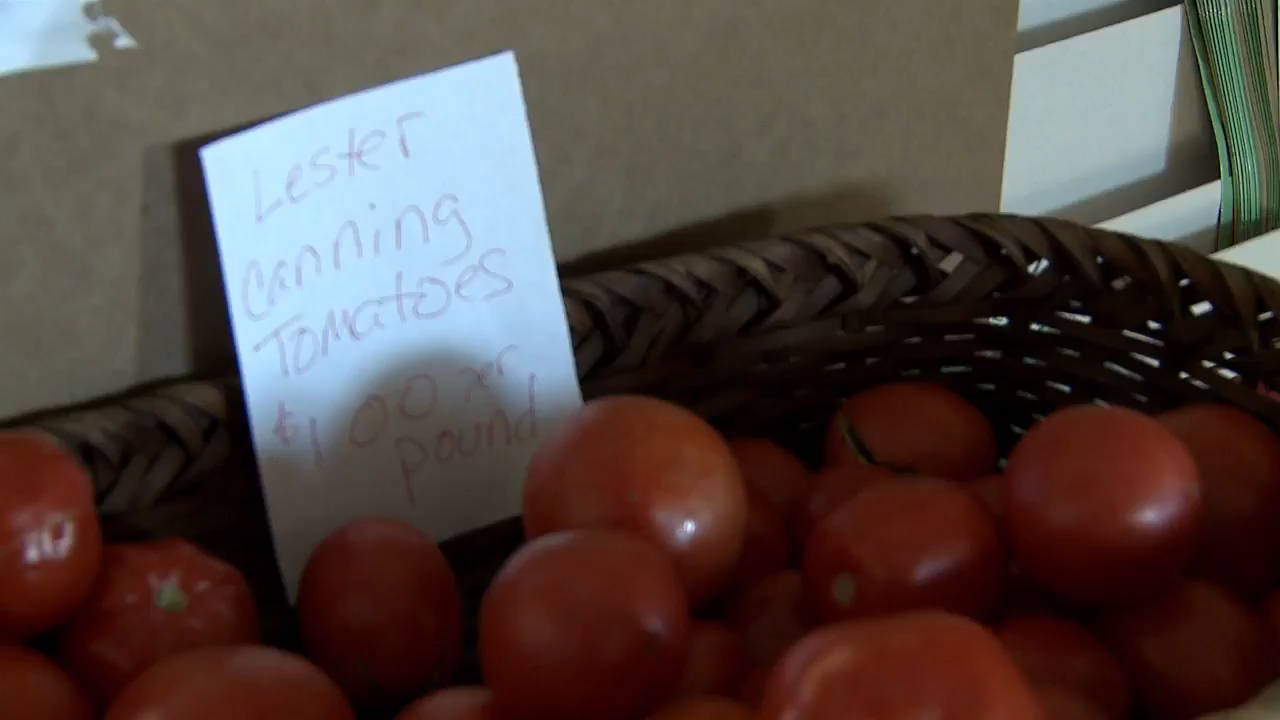 Lester
canning
Tomatoes
$1.00 per
pound